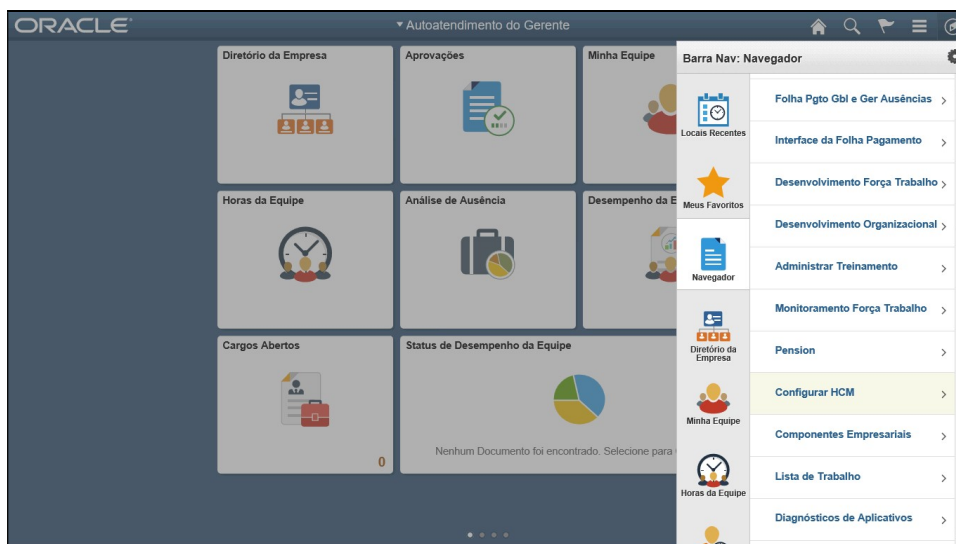 ORACLE
Autoatendimento do Gerente
Diretório da Empresa
Aprovações
Minha Equipe
Horas da Equipe
Análise de Ausência
Desempenho da E
Cargos Abertos
0
Status de Desempenho da Equipe
Nenhum Documento foi encontrado. Selecione para
Barra Nav: Navegador
Locais Recentes
Meus Favoritos
Navegador
Diretório da
Empresa
Minha Equipe
Horas da Equipe
Folha Pgto Gbl e Ger Ausências
Interface da Folha Pagamento
Desenvolvimento Força Trabalho
Desenvolvimento Organizacional
Administrar Treinamento
Monitoramento Força Trabalho
Pension
Configurar HCM
Componentes Empresariais
Lista de Trabalho
Diagnósticos de Aplicativos